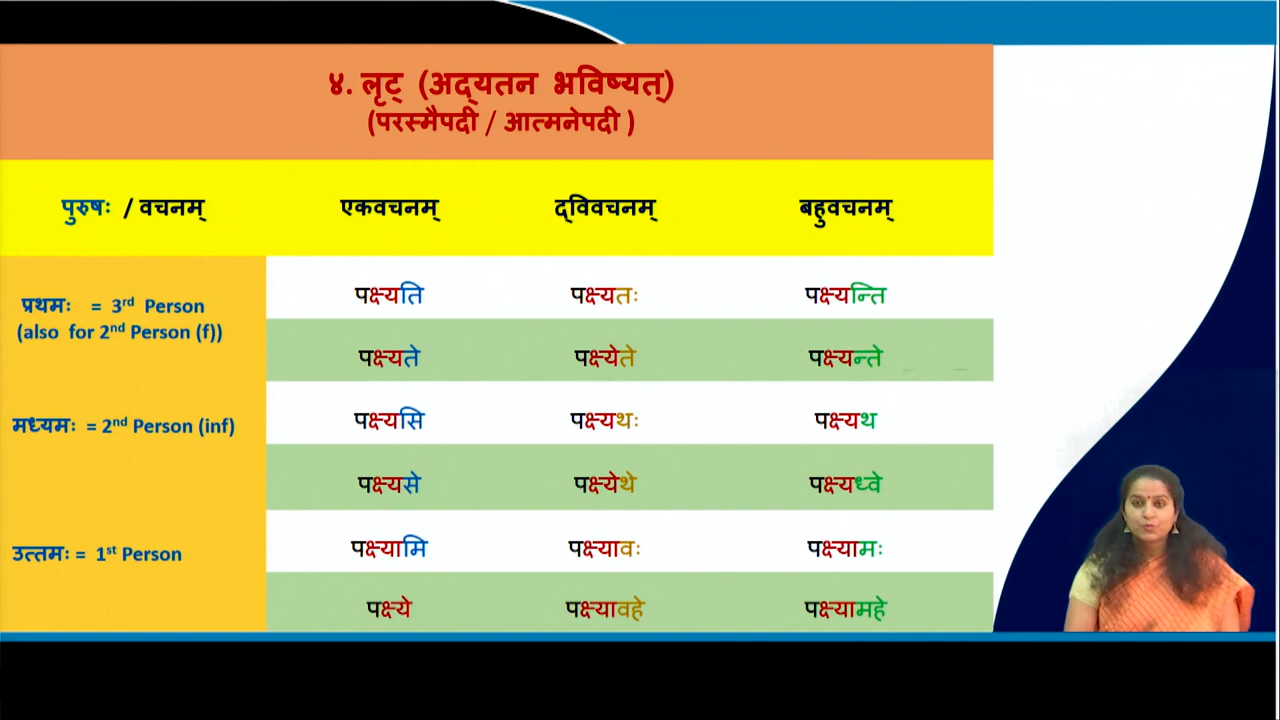 ४. लृट् (अद्यतन भविष्यत्)
(परस्मैपदी / आत्मनेपदी )
पुरुषः / वचनम् एकवचनम् द्विवचनम् बहुवचनम्
प्रथमः = 3rd Person
(also for 2nd Person (f))
पक्ष्यति पक्ष्यतः पक्ष्यन्ति
पक्ष्यते पक्ष्येते पक्ष्यन्ते
मध्यमः = 2nd Person (inf)
पक्ष्यसि पक्ष्यथः पक्ष्यथ
पक्ष्यसे पक्ष्येथे पक्ष्यध्वे
उत्तमः = 1st Person
पक्ष्यामि पक्ष्यावः पक्ष्यामः
पक्ष्ये पक्ष्यावहे पक्ष्यामहे